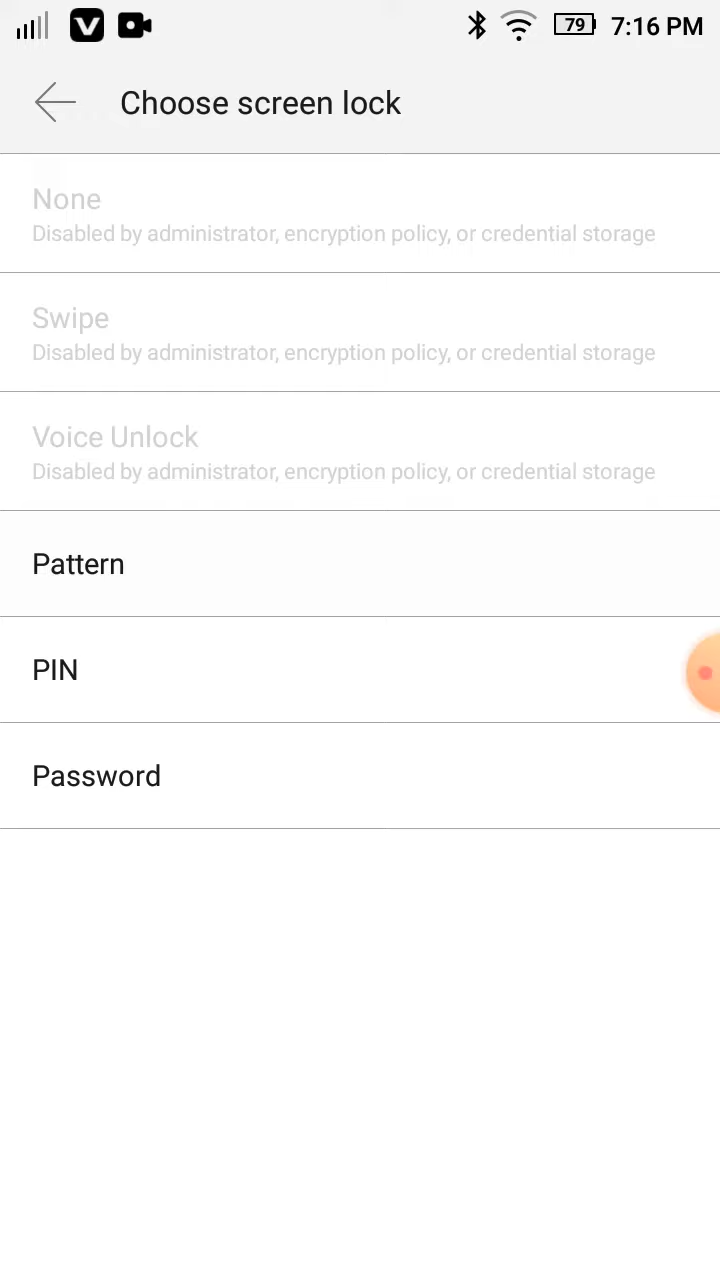 V
79
7:16 PM
Choose screen lock
None
Disabled by administrator, encryption policy, or credential storage
Swipe
Disabled by administrator, encryption policy, or credential storage
Voice Unlock
Disabled by administrator, encryption policy, or credential storage
Pattern
PIN
Password